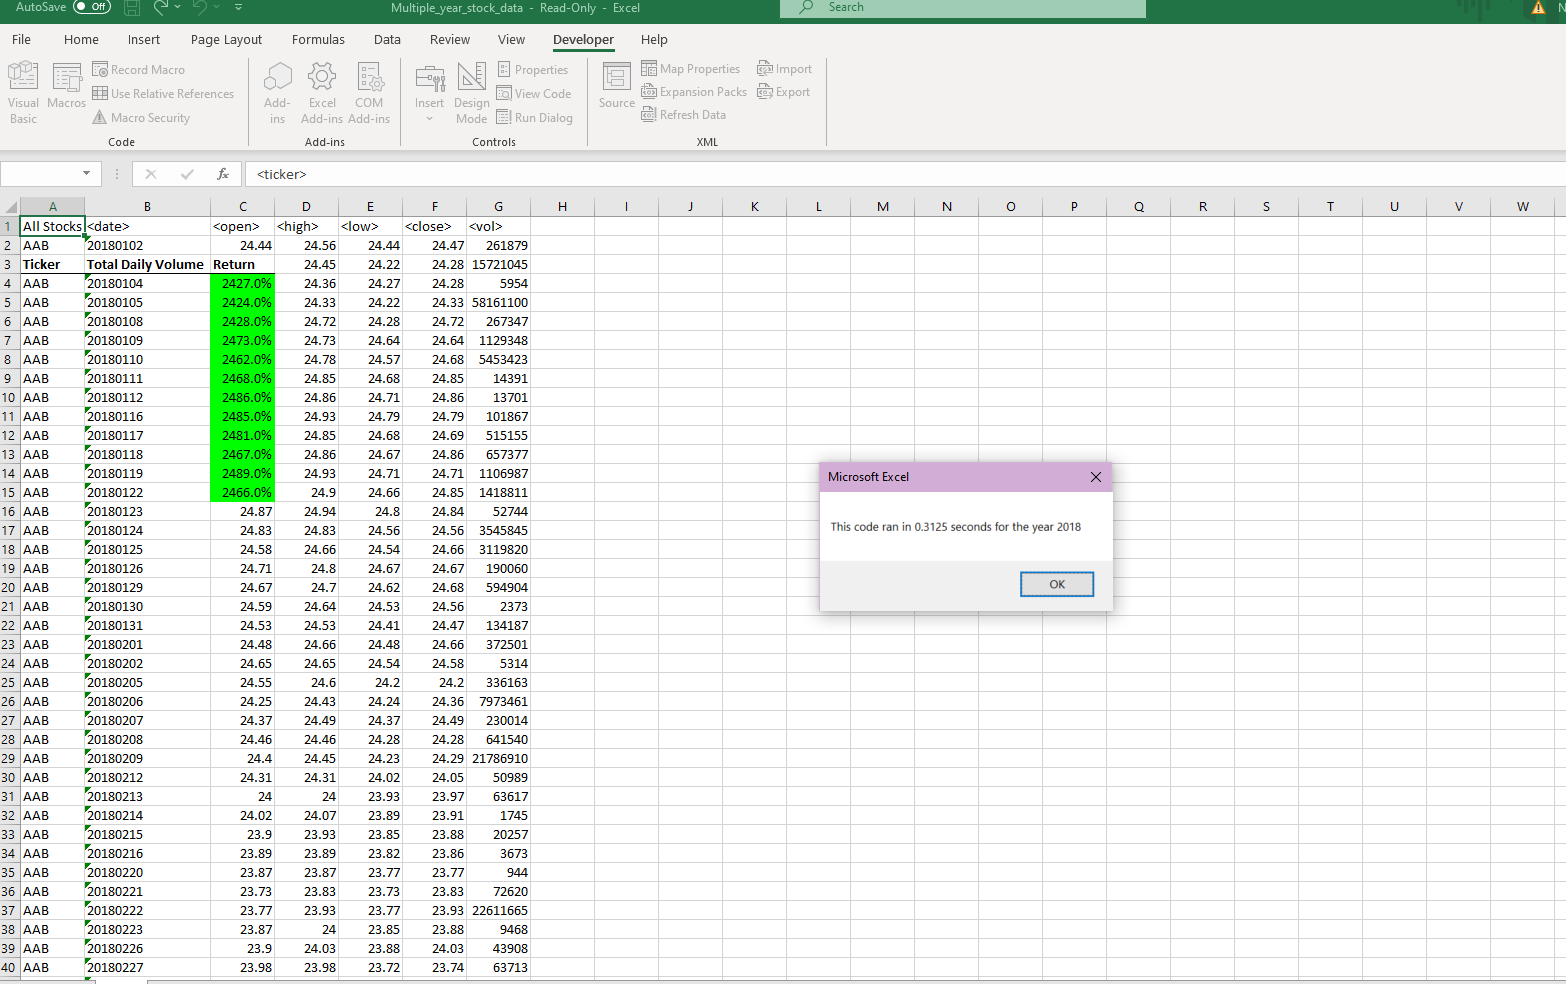 AutoSave Off Multiple_year_stock_data - Read-Only - Excel Search
File Home Insert Page Layout Formulas Data Review View Developer Help
Visual Basic
Macros
Record Macro
Use Relative References
Macro Security
Code
Add-ins
Excel Add-ins
COM Add-ins
Add-ins
Insert
Design Mode
Properties
View Code
Run Dialog
Controls
Source
Map Properties
Expansion Packs
Refresh Data
Import
Export
XML
fx <ticker>
A B C D E F G H I J K L M N O P Q R S T U V W
1 All Stocks <date> <open> <high> <low> <close> <vol>
2 AAB 20180102 24.44 24.56 24.44 24.47 261879
3 Ticker Total Daily Volume Return 24.45 24.22 24.28 15721045
4 AAB 20180104 2427.0% 24.36 24.27 24.28 5954
5 AAB 20180105 2424.0% 24.33 24.22 24.33 58161100
6 AAB 20180108 2428.0% 24.72 24.28 24.72 267347
7 AAB 20180109 2473.0% 24.73 24.64 24.64 1129348
8 AAB 20180110 2462.0% 24.78 24.57 24.68 5453423
9 AAB 20180111 2468.0% 24.85 24.68 24.85 14391
10 AAB 20180112 2486.0% 24.86 24.71 24.86 13701
11 AAB 20180116 2485.0% 24.93 24.79 24.79 101867
12 AAB 20180117 2481.0% 24.85 24.68 24.69 515155
13 AAB 20180118 2467.0% 24.86 24.67 24.86 657377
14 AAB 20180119 2489.0% 24.93 24.71 24.71 1106987
15 AAB 20180122 2466.0% 24.9 24.66 24.85 1418811
16 AAB 20180123 24.87 24.94 24.8 24.84 52744
17 AAB 20180124 24.83 24.83 24.56 24.56 3545845
18 AAB 20180125 24.58 24.66 24.54 24.66 3119820
19 AAB 20180126 24.71 24.8 24.67 24.67 190060
20 AAB 20180129 24.67 24.7 24.62 24.68 594904
21 AAB 20180130 24.59 24.64 24.53 24.56 2373
22 AAB 20180131 24.53 24.53 24.41 24.47 134187
23 AAB 20180201 24.48 24.66 24.48 24.66 372501
24 AAB 20180202 24.65 24.65 24.54 24.58 5314
25 AAB 20180205 24.55 24.6 24.2 24.2 336163
26 AAB 20180206 24.25 24.43 24.24 24.36 7973461
27 AAB 20180207 24.37 24.49 24.37 24.49 230014
28 AAB 20180208 24.46 24.46 24.28 24.28 641540
29 AAB 20180209 24.4 24.45 24.23 24.29 21786910
30 AAB 20180212 24.31 24.31 24.02 24.05 50989
31 AAB 20180213 24 24 23.93 23.97 63617
32 AAB 20180214 24.02 24.07 23.89 23.91 1745
33 AAB 20180215 23.9 23.93 23.85 23.88 20257
34 AAB 20180216 23.89 23.89 23.82 23.86 3673
35 AAB 20180220 23.87 23.87 23.77 23.77 944
36 AAB 20180221 23.73 23.83 23.73 23.83 72620
37 AAB 20180222 23.77 23.93 23.77 23.93 22611665
38 AAB 20180223 23.87 24 23.85 23.88 9468
39 AAB 20180226 23.9 24.03 23.88 24.03 43908
40 AAB 20180227 23.98 23.98 23.72 23.74 63713
Microsoft Excel
This code ran in 0.3125 seconds for the year 2018
OK